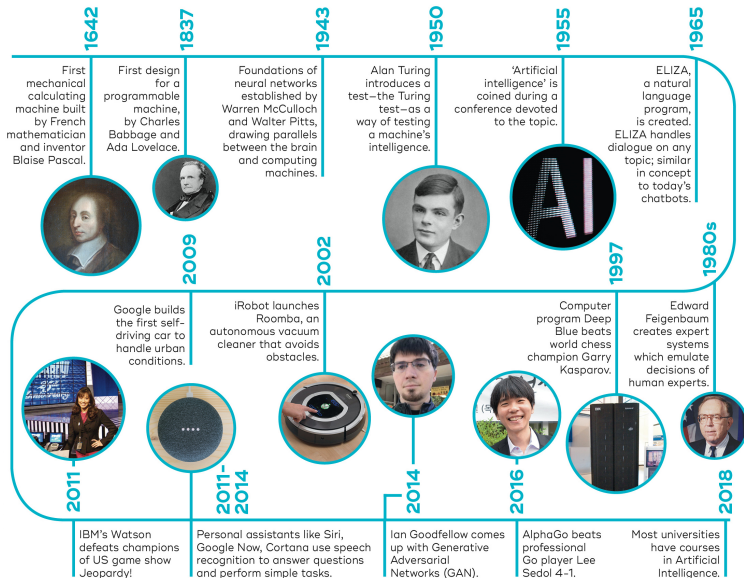 1642
First
mechanical
calculating
machine built
by French
mathematician
and inventor
Blaise Pascal.
1837
First design
for a
programmable
machine,
by Charles
Babbage and
Ada Lovelace.
1943
Foundations of
neural networks
established by
Warren McCulloch
and Walter Pitts,
drawing parallels
between the brain
and computing
machines.
1950
Alan Turing
introduces a
test—the Turing
test—as a
way of testing
a machine's
intelligence.
1955
‘Artificial
intelligence’ is
coined during a
conference devoted
to the topic.
AI
1965
ELIZA,
a natural
language
program,
is created.
ELIZA handles
dialogue on any
topic; similar
in concept
to today's
chatbots.
1980s
Edward
Feigenbaum
creates expert
systems
which emulate
decisions of
human experts.
1997
Computer
program Deep
Blue beats
world chess
champion Garry
Kasparov.
2002
iRobot launches
Roomba, an
autonomous vacuum
cleaner that avoids
obstacles.
2009
Google builds
the first self-
driving car to
handle urban
conditions.
2011
IBM's Watson
defeats champions
of US game show
Jeopardy!
2011–
2014
Personal assistants like Siri,
Google Now, Cortana use speech
recognition to answer questions
and perform simple tasks.
2014
Ian Goodfellow comes
up with Generative
Adversarial
Networks (GAN).
2016
AlphaGo beats
professional
Go player Lee
Sedol 4–1.
2018
Most universities
have courses
in Artificial
Intelligence.